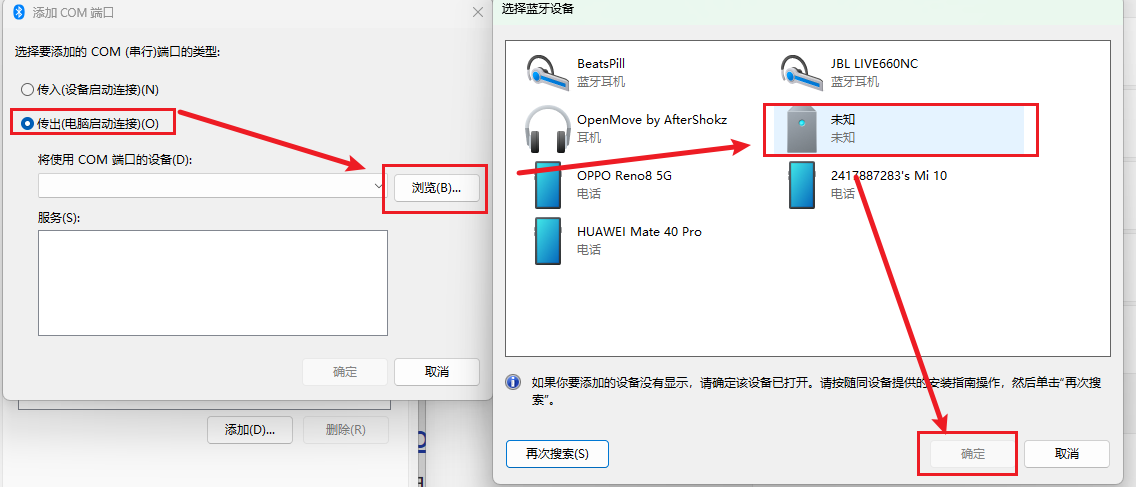 添加 COM 端口
选择要添加的 COM (串行)端口的类型:
传入(设备启动连接)(N)
传出(电脑启动连接)(O)
将使用 COM 端口的设备(D):
浏览(B)...
服务(S):
确定
取消
添加(D)...
删除(R)
选择蓝牙设备
BeatsPill
蓝牙耳机
JBL LIVE660NC
蓝牙耳机
OpenMove by AfterShokz
耳机
未知
未知
OPPO Reno8 5G
电话
2417887283's Mi 10
电话
HUAWEI Mate 40 Pro
电话
如果你要添加的设备没有显示，请确定该设备已打开。请按随同设备提供的安装指南操作，然后单击“再次搜
索”。
再次搜索(S)
确定
取消